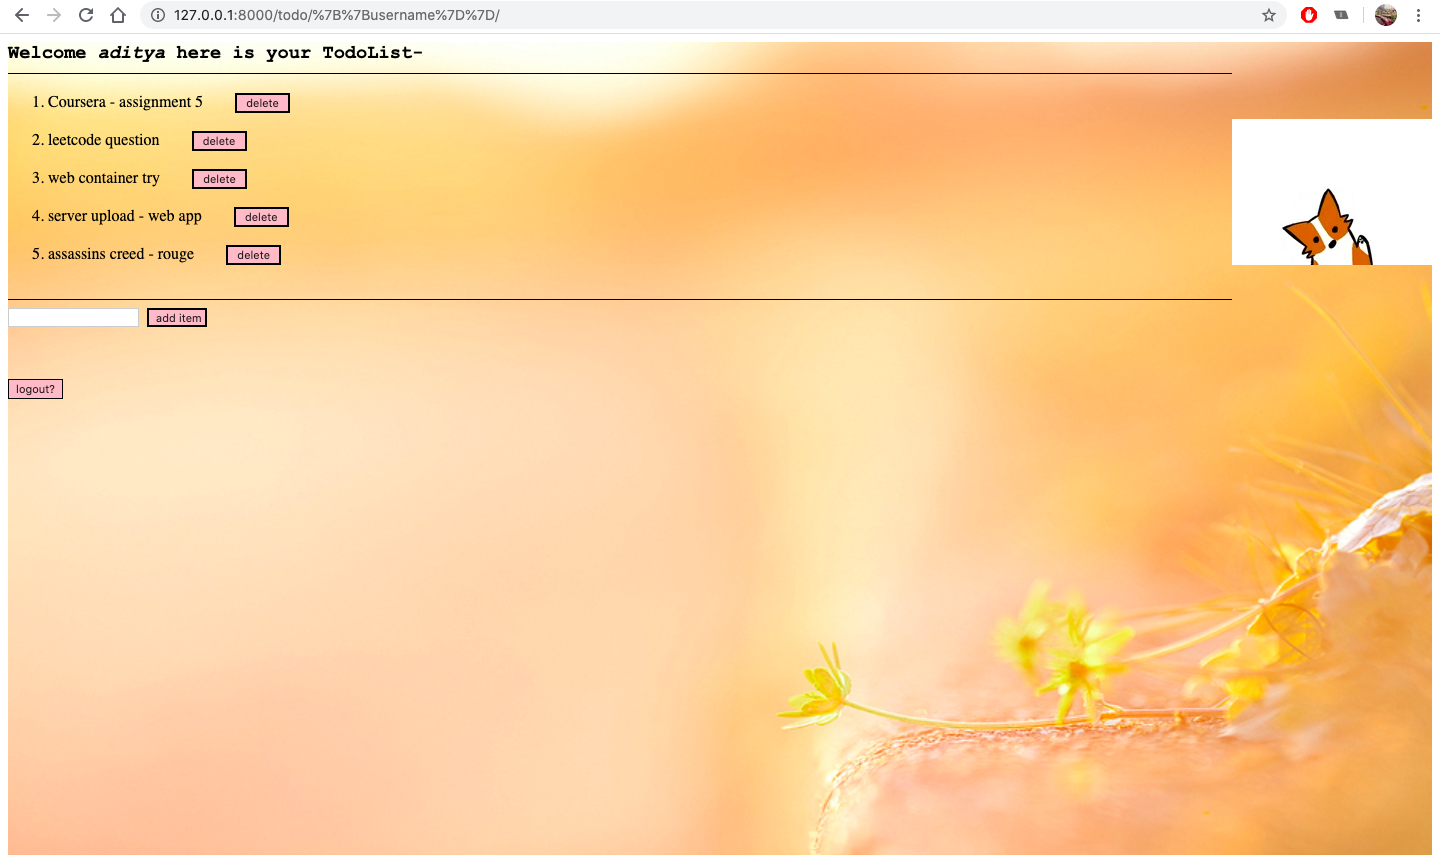 127.0.0.1:8000/todo/%7B%7Busername%7D%7D/
Welcome aditya here is your TodoList-
1. Coursera - assignment 5 delete
2. leetcode question delete
3. web container try delete
4. server upload - web app delete
5. assassins creed - rouge delete
add item
logout?